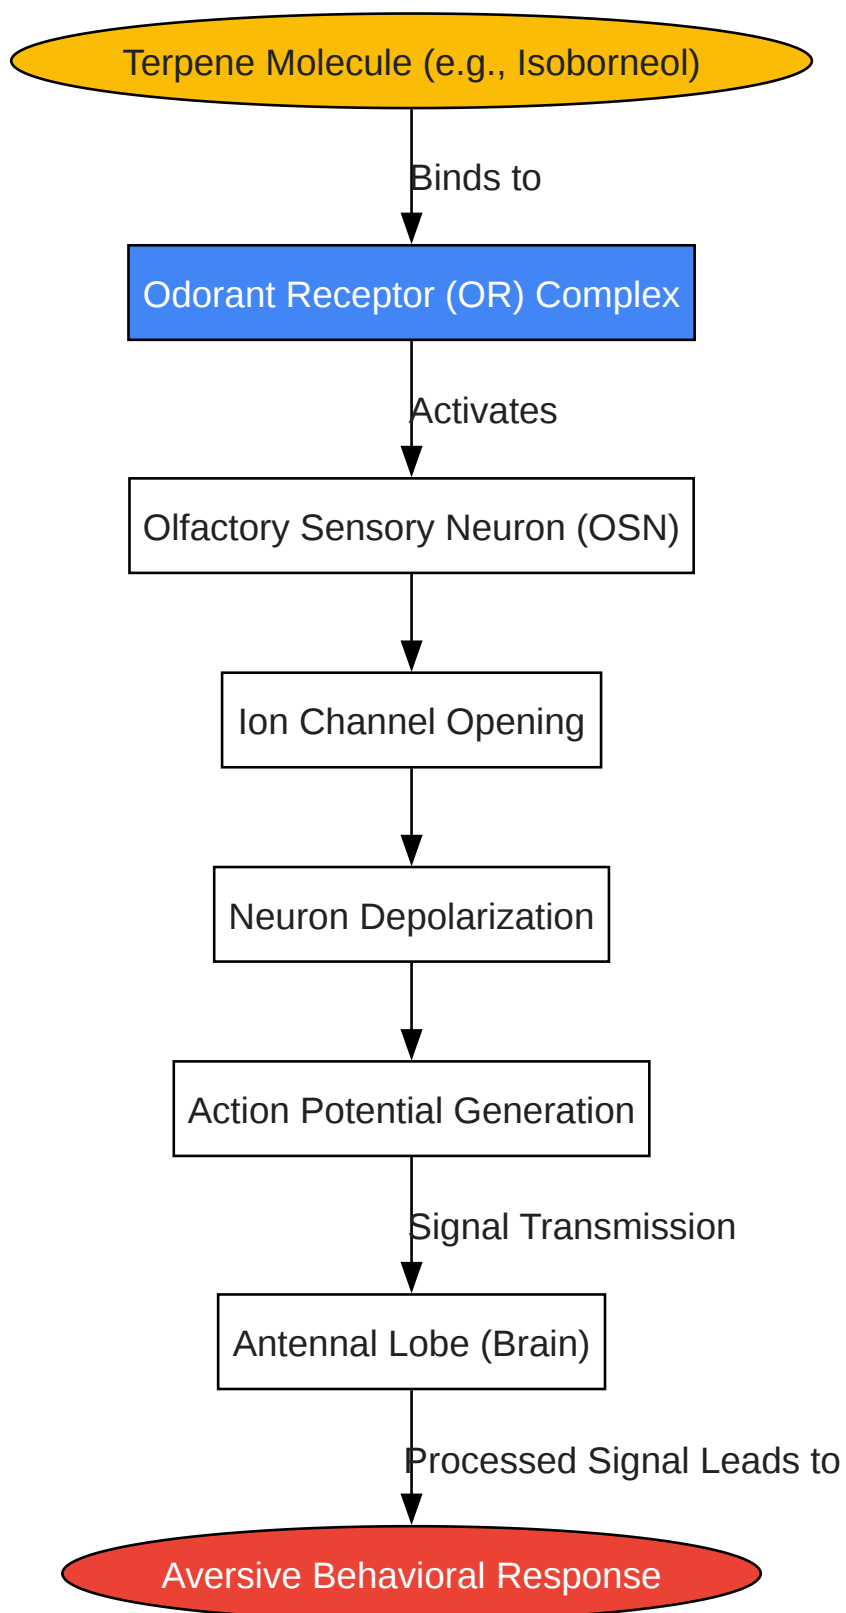 Terpene Molecule (e.g., Isoborneol)
Binds to
Odorant Receptor (OR) Complex
Activates
Olfactory Sensory Neuron (OSN)
Ion Channel Opening
Neuron Depolarization
Action Potential Generation
Signal Transmission
Antennal Lobe (Brain)
Processed Signal Leads to
Aversive Behavioral Response